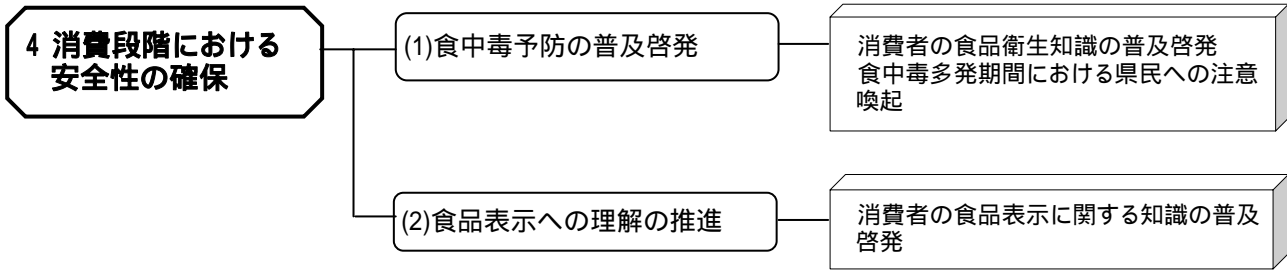 4 消費段階における
安全性の確保
(1)食中毒予防の普及啓発
消費者の食品衛生知識の普及啓発
食中毒多発期間における県民への注意
喚起
(2)食品表示への理解の推進
消費者の食品表示に関する知識の普及
啓発